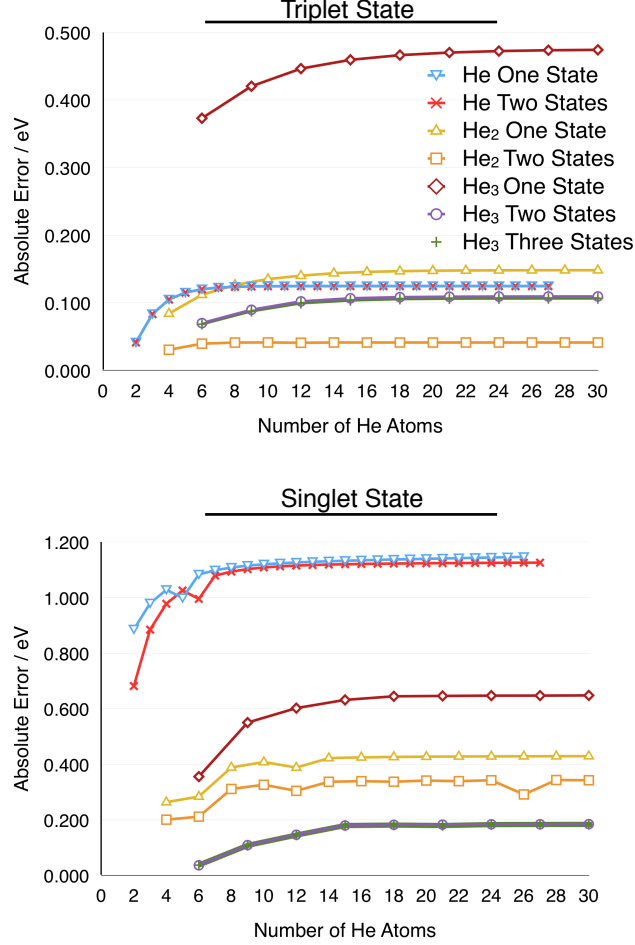 Triplet State
0.500
0.400
0.300
0.200
0.100
0.000
Absolute Error / eV
He One State
He Two States
He₂ One State
He₂ Two States
He₃ One State
He₃ Two States
He₃ Three States
0 2 4 6 8 10 12 14 16 18 20 22 24 26 28 30
Number of He Atoms
Singlet State
1.200
1.000
0.800
0.600
0.400
0.200
0.000
Absolute Error / eV
0 2 4 6 8 10 12 14 16 18 20 22 24 26 28 30
Number of He Atoms